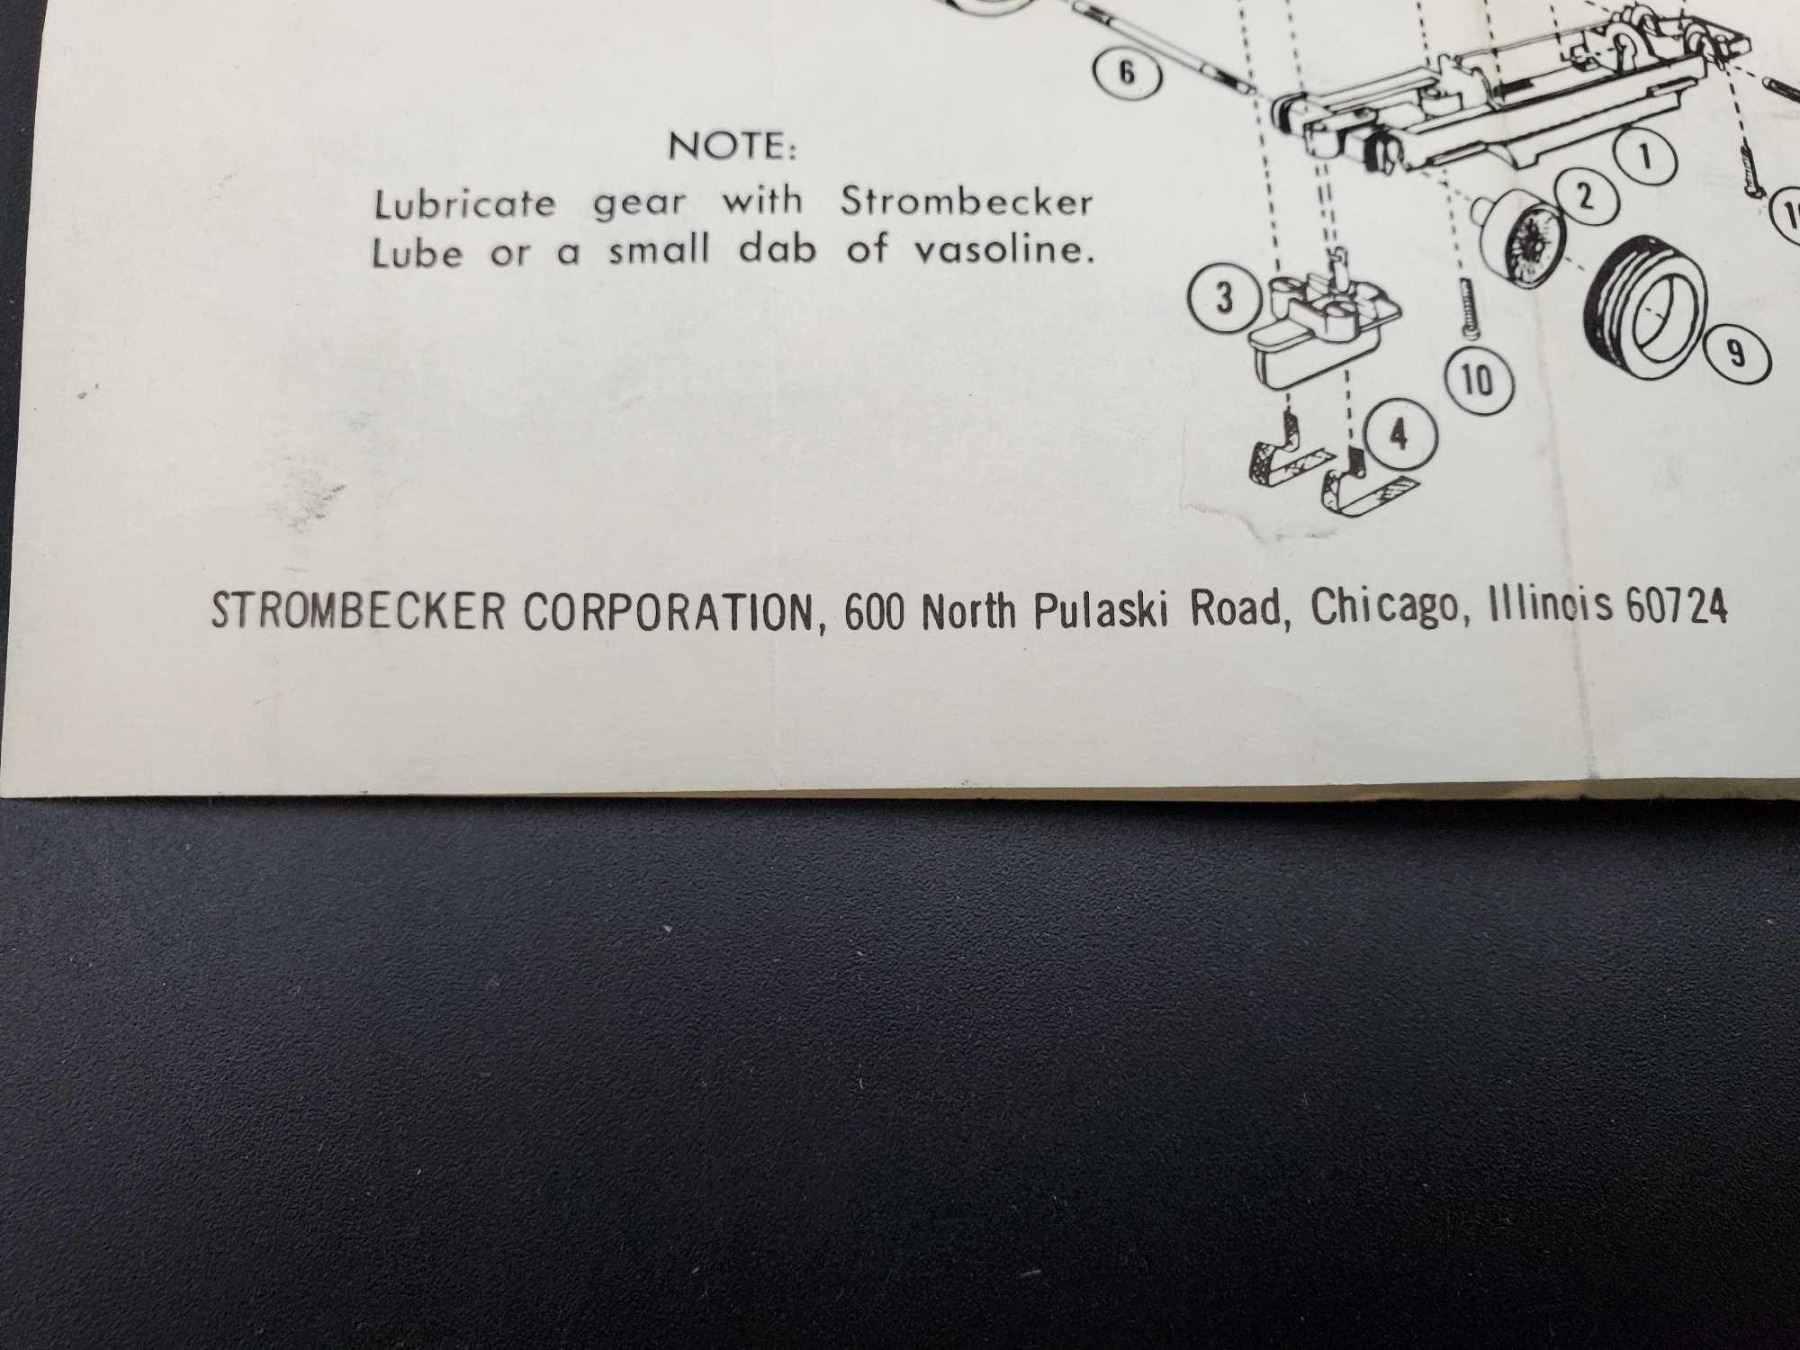 6
NOTE:
Lubricate gear with Strombecker
Lube or a small dab of vasoline.
1
2
3
10
9
4
STROMBECKER CORPORATION, 600 North Pulaski Road, Chicago, Illinois 60724